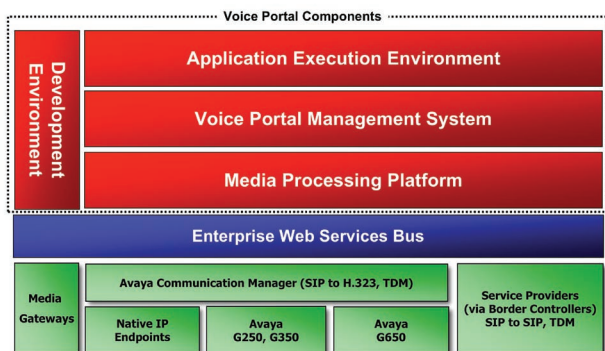 Voice Portal Components
Development
Environment
Application Execution Environment
Voice Portal Management System
Media Processing Platform
Enterprise Web Services Bus
Media
Gateways
Avaya Communication Manager (SIP to H.323, TDM)
Native IP
Endpoints
Avaya
G250, G350
Avaya
G650
Service Providers
(via Border Controllers)
SIP to SIP, TDM